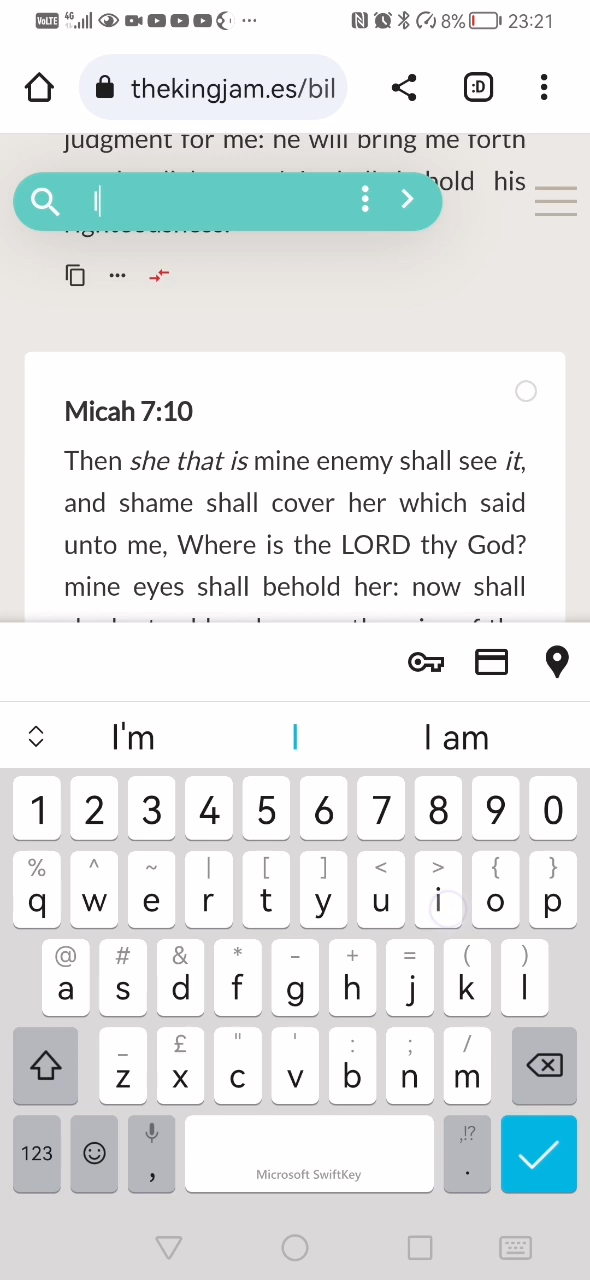 VoLTE 4G 8% 23:21
thekingjam.es/bil :D
judgment for me: he will bring me forth
hold his
I
Micah 7:10
Then she that is mine enemy shall see it,
and shame shall cover her which said
unto me, Where is the LORD thy God?
mine eyes shall behold her: now shall
I'm I I am
1 2 3 4 5 6 7 8 9 0
% ^ ~ | [ ] < > { }
q w e r t y u i o p
@ # & * - + = ( )
a s d f g h j k l
_ £ " ' : ; /
z x c v b n m
123 , Microsoft SwiftKey ,!? .